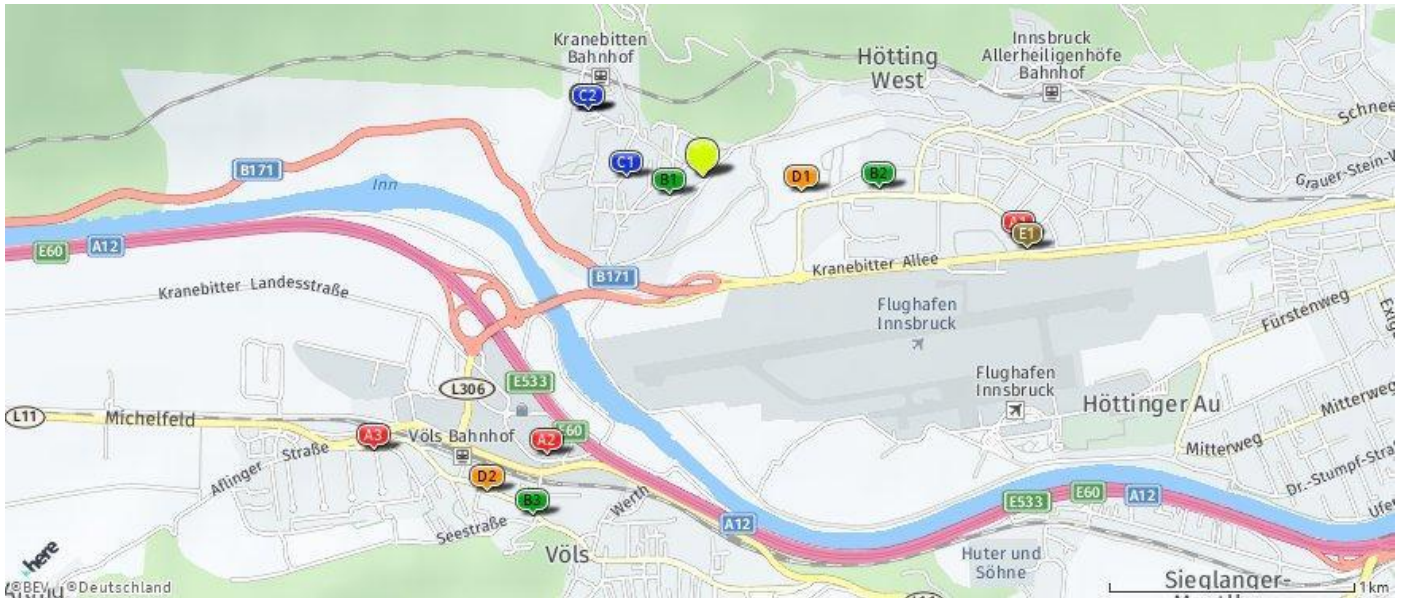 Kranebitten
Bahnhof
Hötting
West
Innsbruck
Allerheiligenhöfe
Bahnhof
C2
Schnee
C1
B1
D1
B2
B171
Inn
Grauer-Stein-W
E1
E60
A12
B171
Kranebitter Allee
Kranebitter Landesstraße
Flughafen
Innsbruck
Fürstenweg
L306
E533
Flughafen
Innsbruck
Höttinger Au
Mitterweg
L11
Michelfeld
A3
Völs Bahnhof
A2
E60
Mitterweg
Aflinger Straße
D2
B3
Dr.-Stumpf-Straß
Werth
Seestraße
A12
E533
E60
A12
Völs
Huter und
Söhne
here
©BEV / ©Deutschland
Sieglanger-
1km